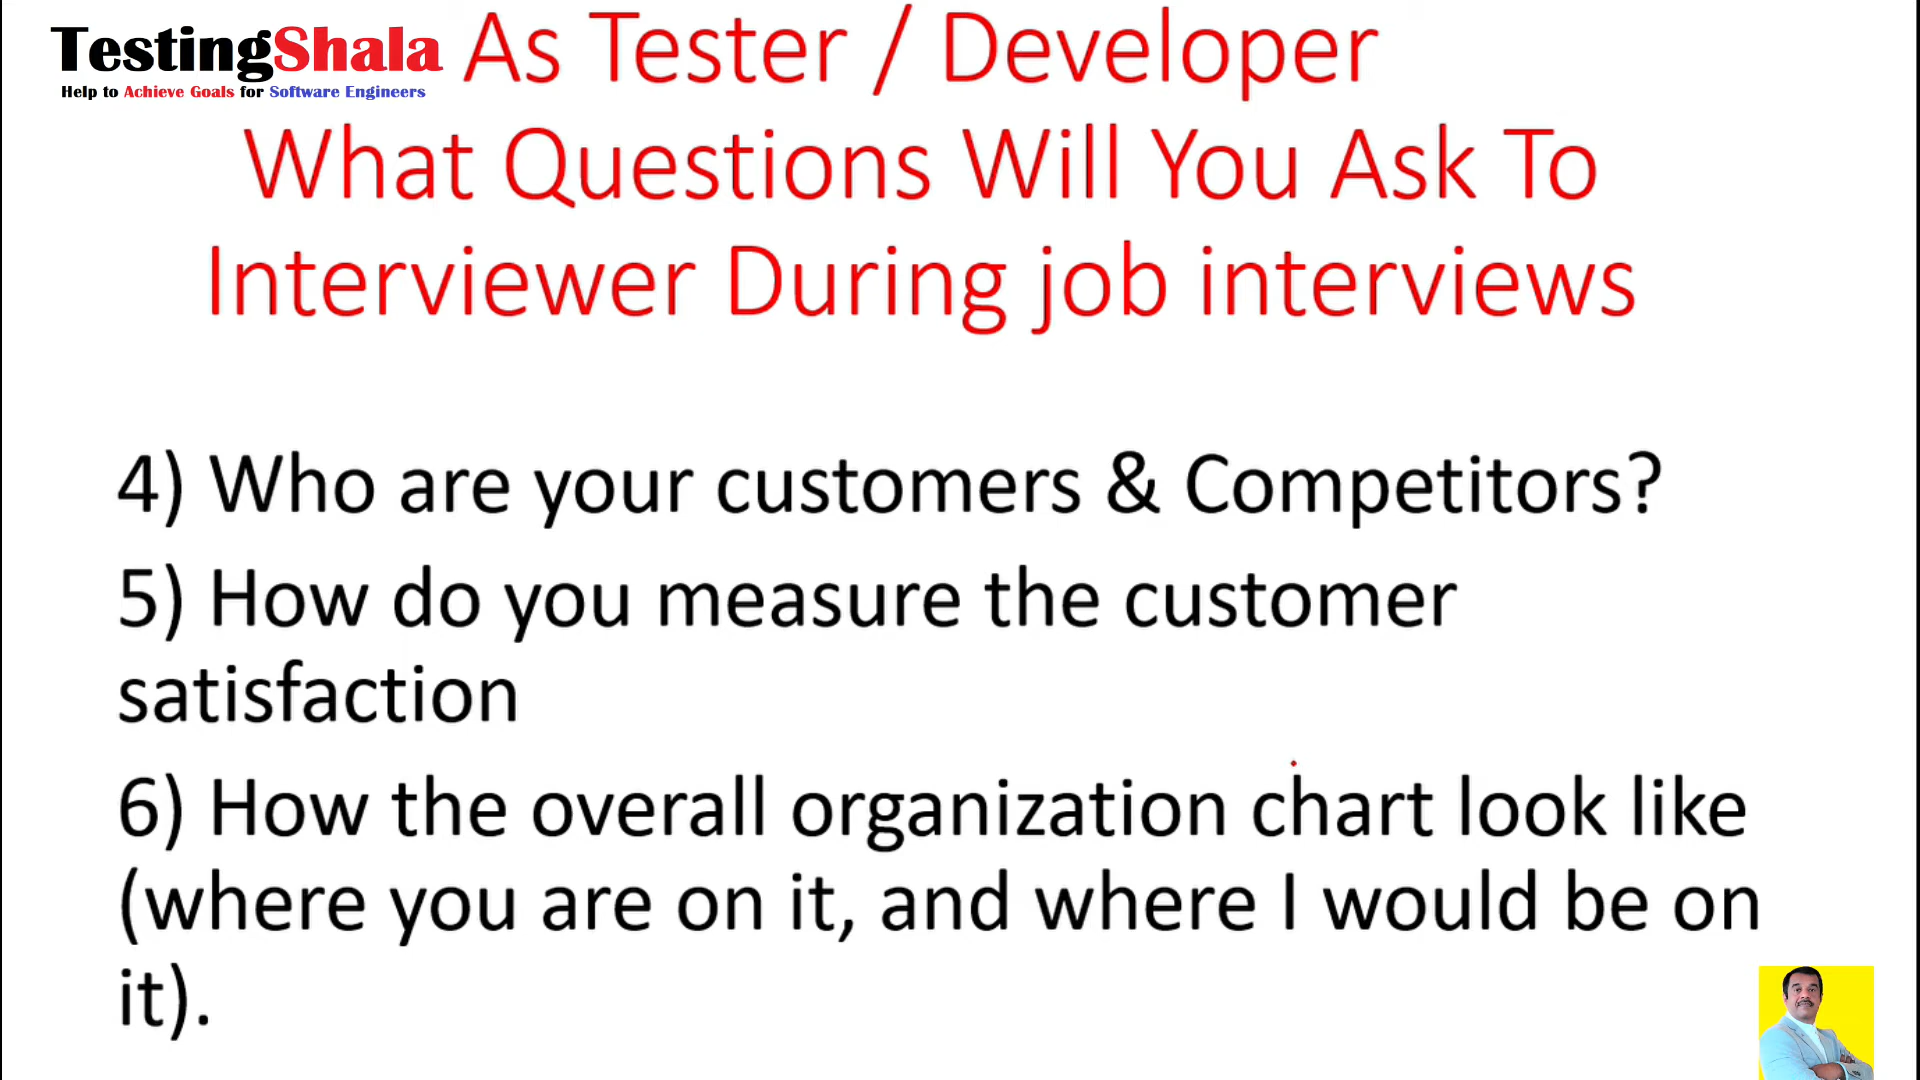 TestingShala As Tester / Developer
Help to Achieve Goals for Software Engineers
What Questions Will You Ask To
Interviewer During job interviews
4) Who are your customers & Competitors?
5) How do you measure the customer
satisfaction
6) How the overall organization chart look like
(where you are on it, and where I would be on
it).